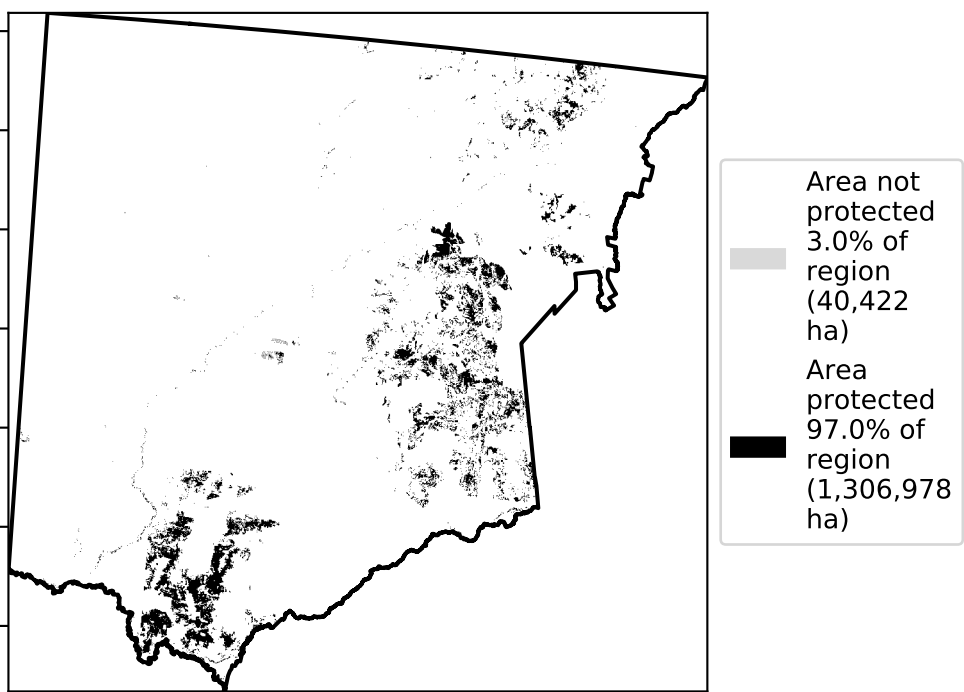 Area not
protected
3.0% of
region
(40,422
ha)
Area
protected
97.0% of
region
(1,306,978
ha)